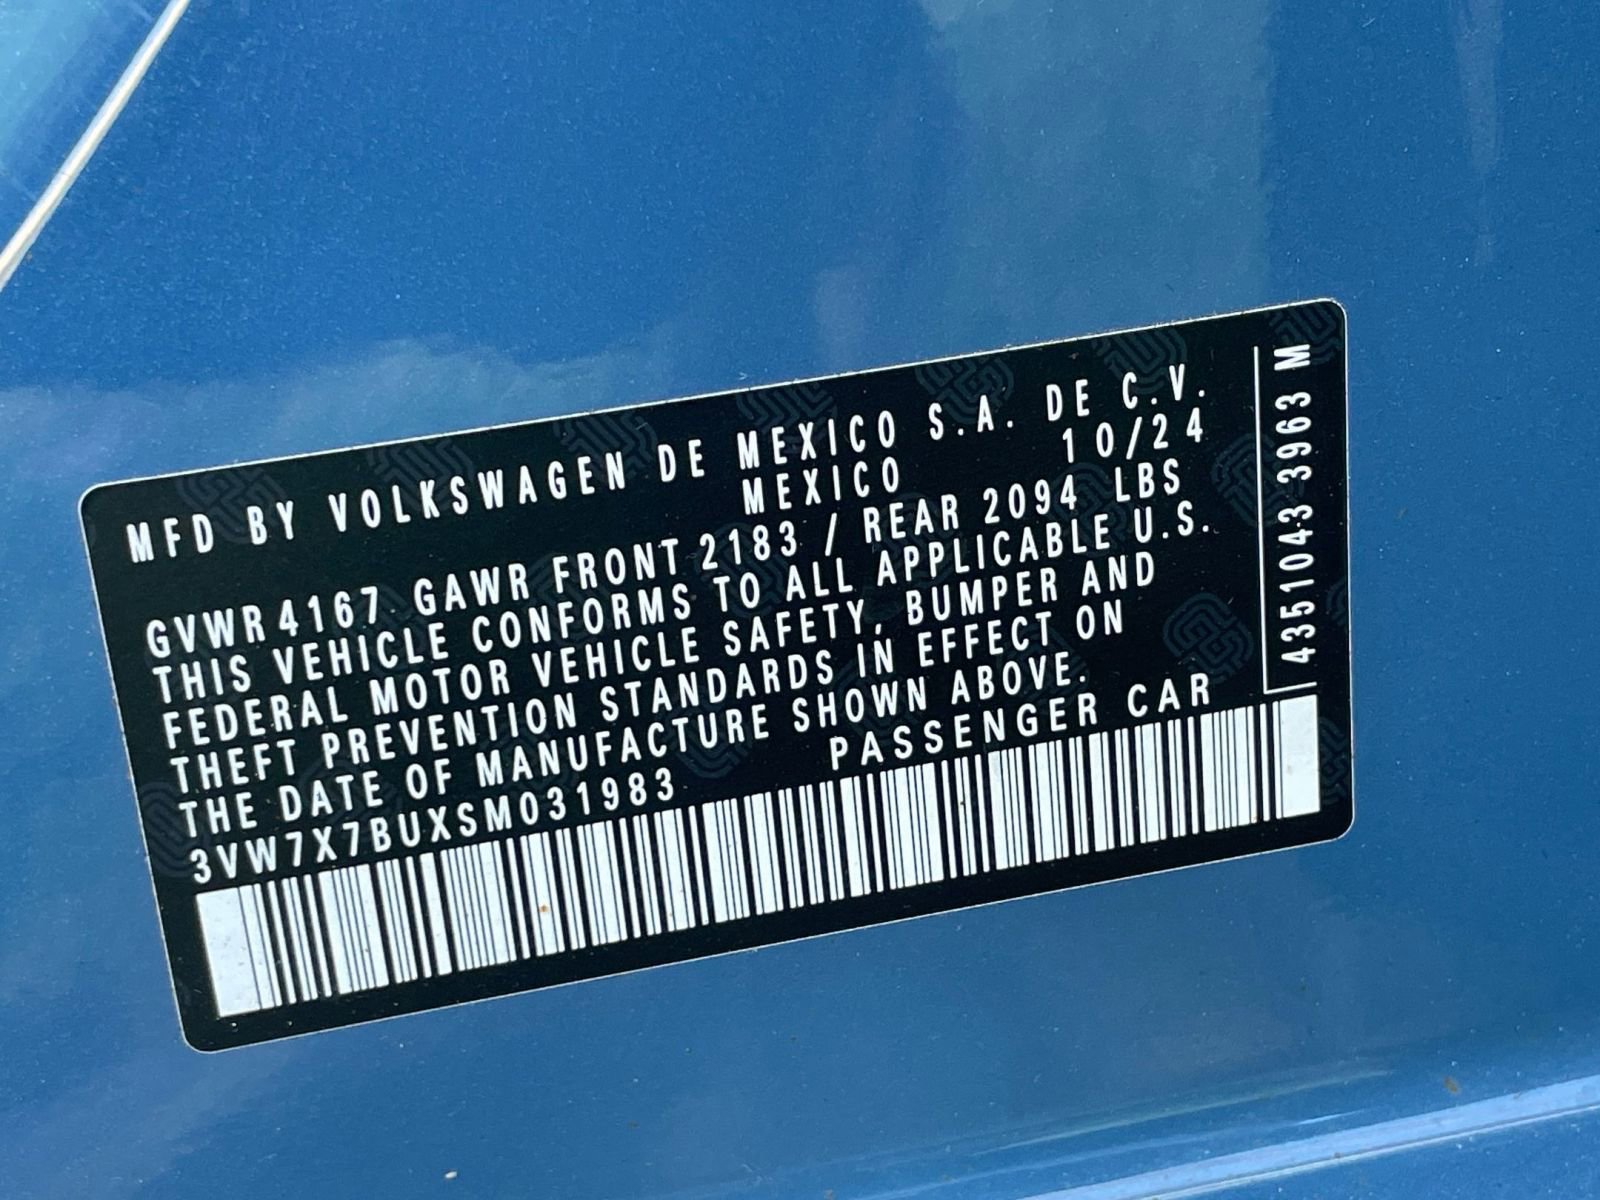 MFD BY VOLKSWAGEN DE MEXICO S.A. DE C.V.
MEXICO 10/24
GVWR 4167 GAWR FRONT 2183 / REAR 2094 LBS
THIS VEHICLE CONFORMS TO ALL APPLICABLE U.S.
FEDERAL MOTOR VEHICLE SAFETY, BUMPER AND
THEFT PREVENTION STANDARDS IN EFFECT ON
THE DATE OF MANUFACTURE SHOWN ABOVE.
3VW7X7BUXSM031983 PASSENGER CAR
4351043 3963 M